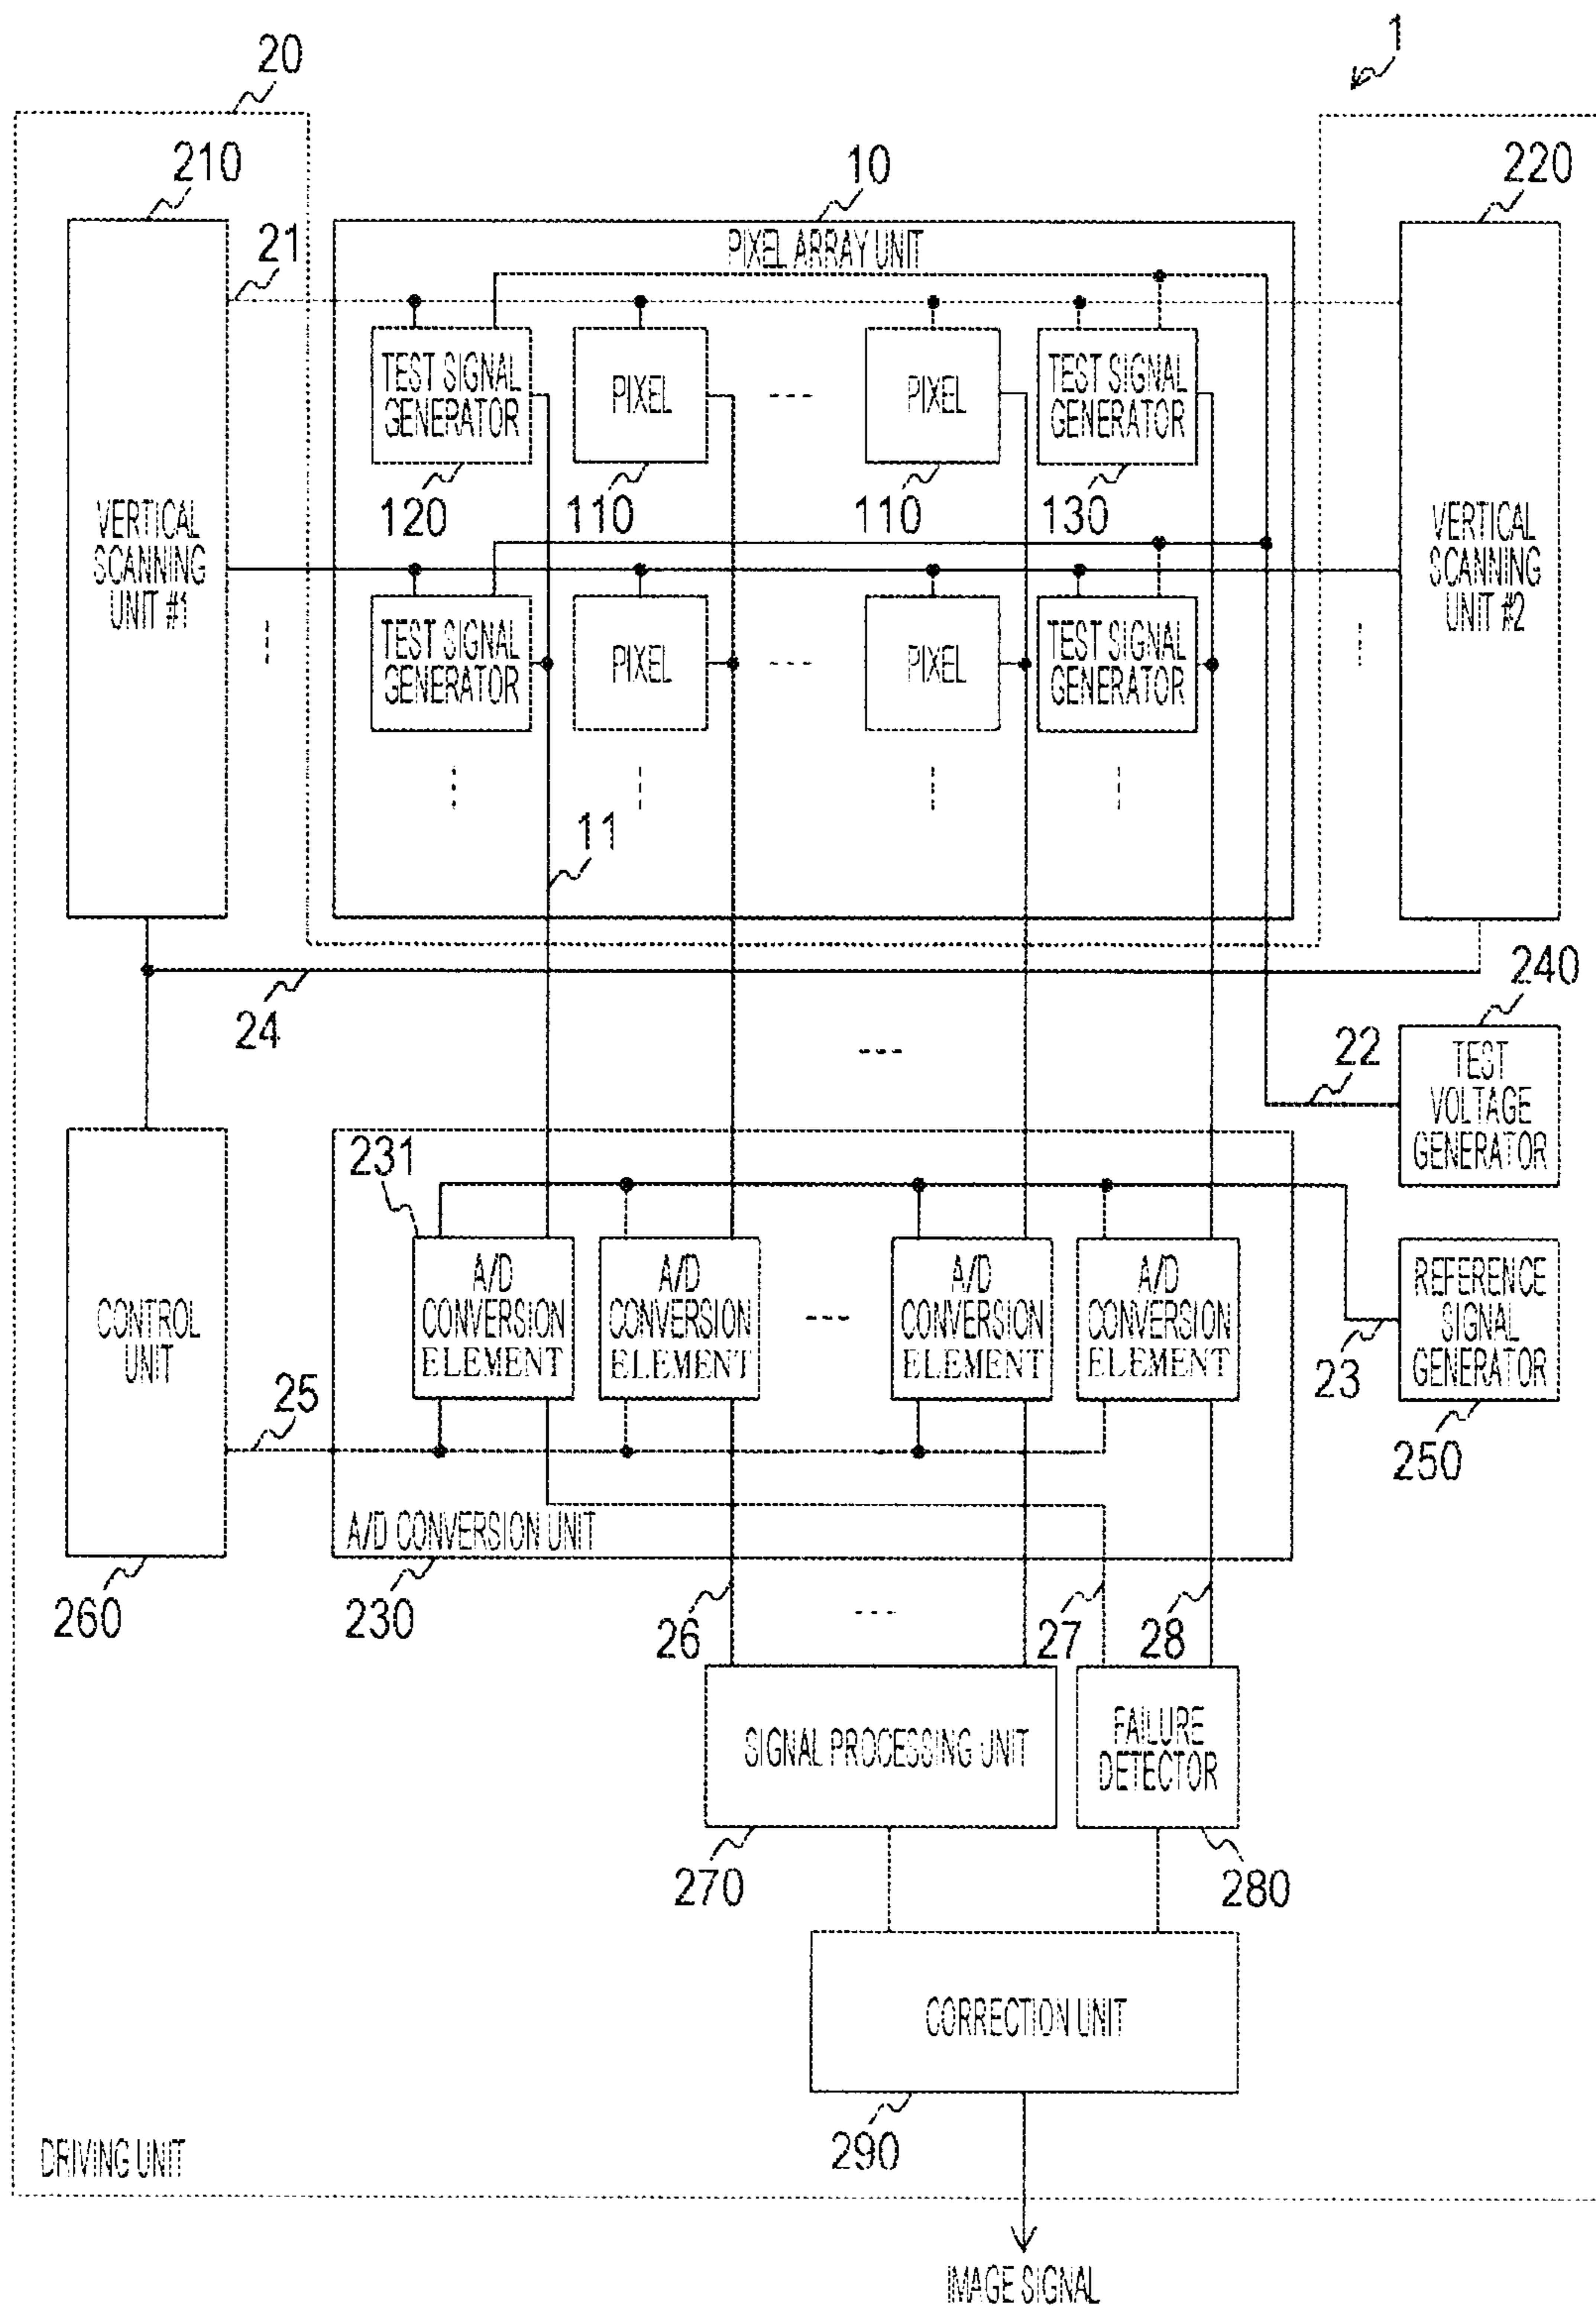 1
20
210
10
220
21
PIXEL ARRAY UNIT
TEST SIGNAL
GENERATOR
PIXEL
PIXEL
TEST SIGNAL
GENERATOR
120
110
110
130
VERTICAL
SCANNING
UNIT #1
VERTICAL
SCANNING
UNIT #2
TEST SIGNAL
GENERATOR
PIXEL
PIXEL
TEST SIGNAL
GENERATOR
11
24
240
22
TEST
VOLTAGE
GENERATOR
231
A/D
CONVERSION
ELEMENT
A/D
CONVERSION
ELEMENT
A/D
CONVERSION
ELEMENT
A/D
CONVERSION
ELEMENT
CONTROL
UNIT
REFERENCE
SIGNAL
GENERATOR
23
25
250
A/D CONVERSION UNIT
260
230
26
27
28
SIGNAL PROCESSING UNIT
FAILURE
DETECTOR
270
280
CORRECTION UNIT
290
DRIVING UNIT
IMAGE SIGNAL